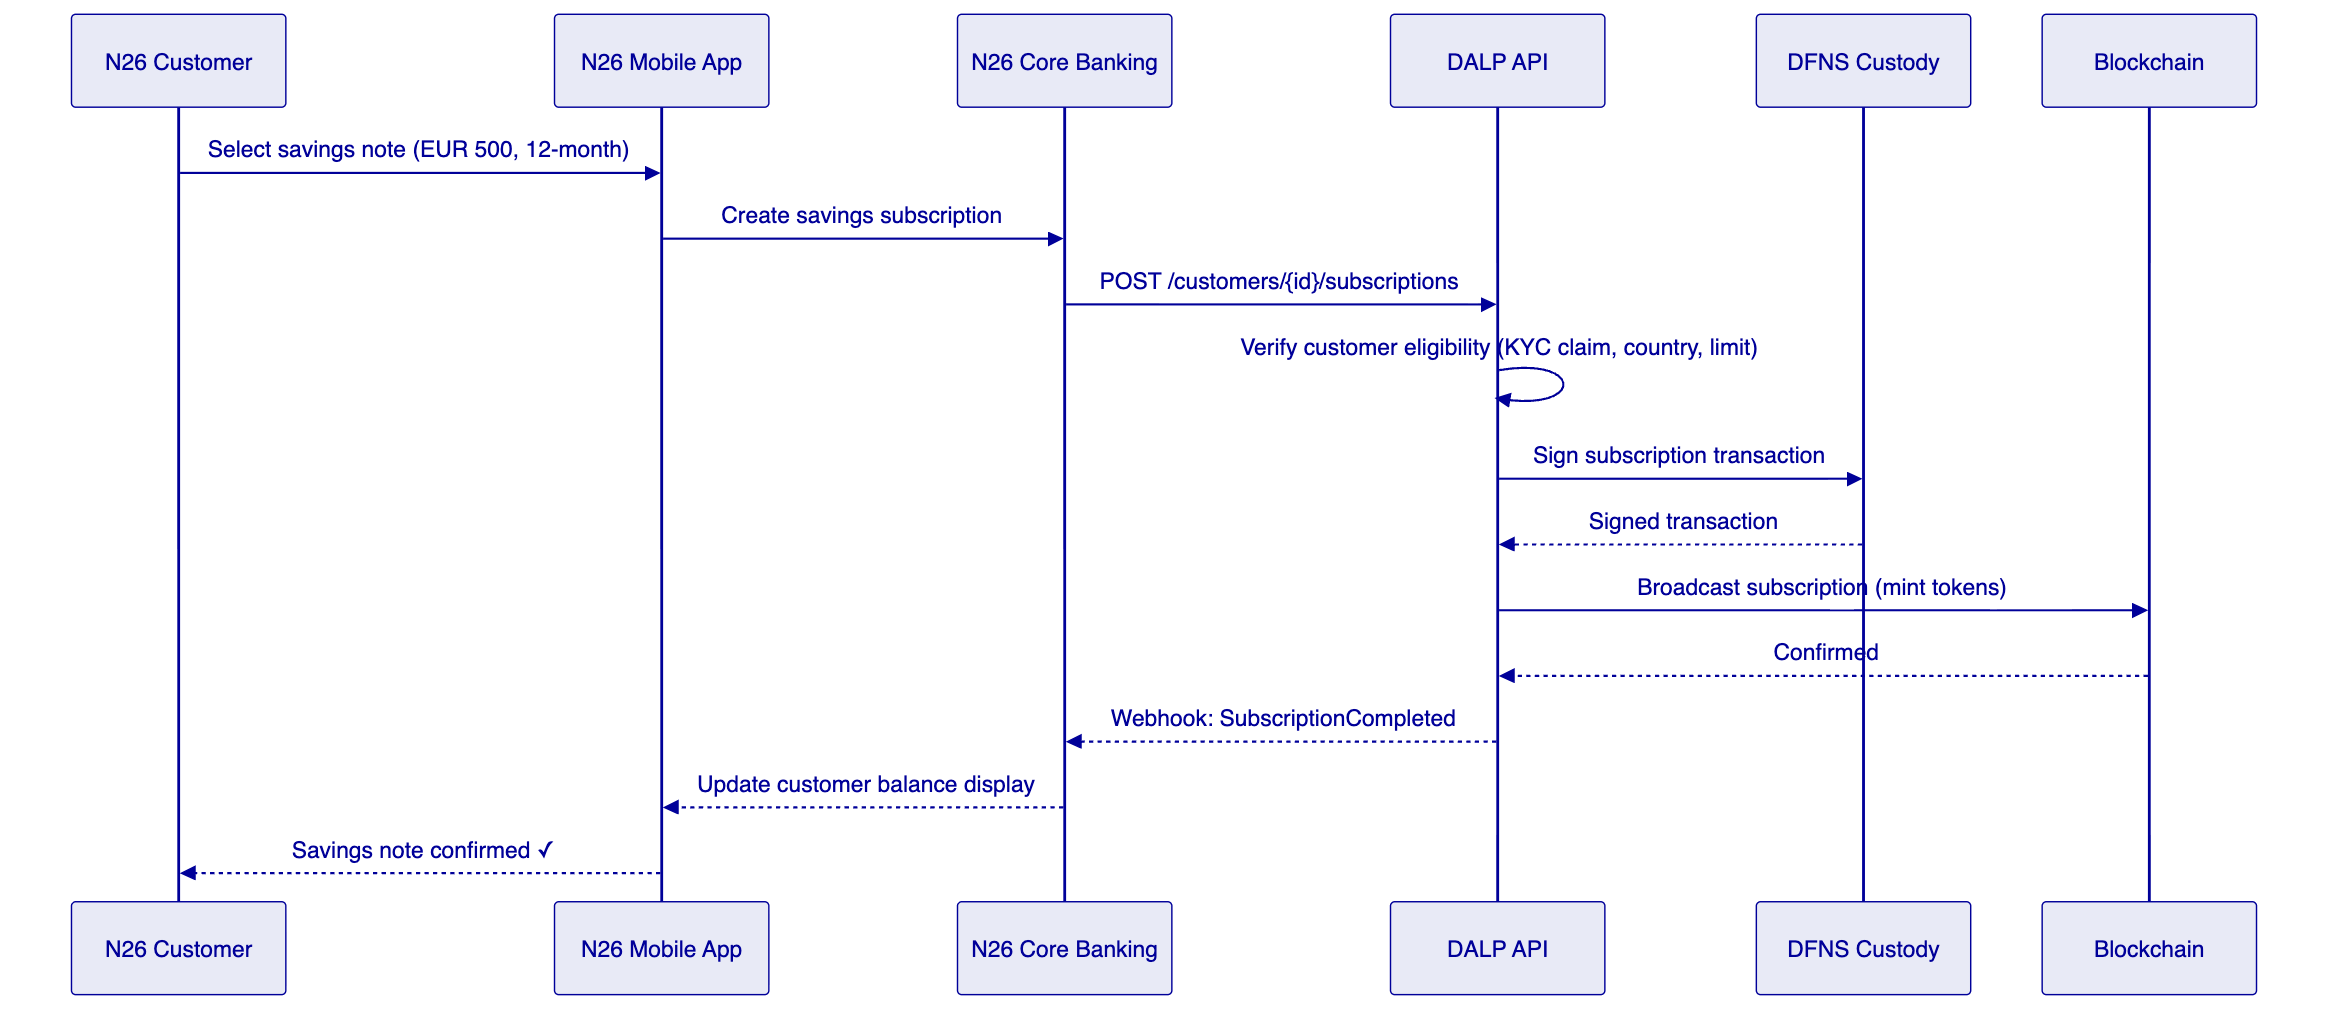 N26 Customer
N26 Mobile App
N26 Core Banking
DALP API
DFNS Custody
Blockchain
Select savings note (EUR 500, 12-month)
Create savings subscription
POST /customers/{id}/subscriptions
Verify customer eligibility (KYC claim, country, limit)
Sign subscription transaction
Signed transaction
Broadcast subscription (mint tokens)
Confirmed
Webhook: SubscriptionCompleted
Update customer balance display
Savings note confirmed ✓
N26 Customer
N26 Mobile App
N26 Core Banking
DALP API
DFNS Custody
Blockchain